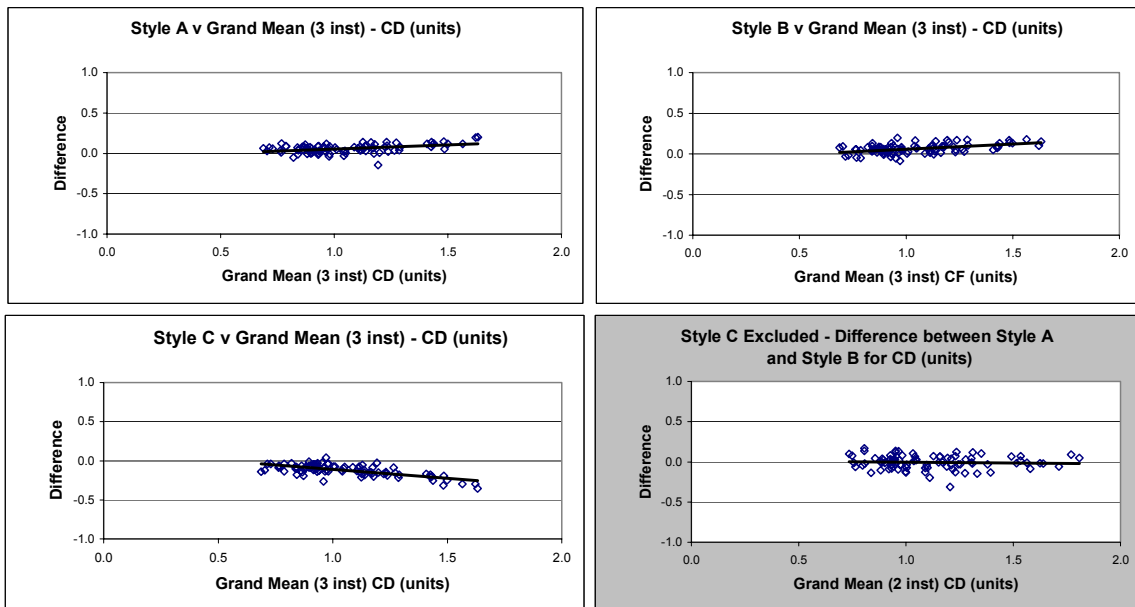 Style A v Grand Mean (3 inst) - CD (units)
1.0
0.5
0.0
-0.5
-1.0
Difference
0.0 0.5 1.0 1.5 2.0
Grand Mean (3 inst) CD (units)
Style B v Grand Mean (3 inst) - CD (units)
1.0
0.5
0.0
-0.5
-1.0
Difference
0.0 0.5 1.0 1.5 2.0
Grand Mean (3 inst) CF (units)
Style C v Grand Mean (3 inst) - CD (units)
1.0
0.5
0.0
-0.5
-1.0
Difference
0.0 0.5 1.0 1.5 2.0
Grand Mean (3 inst) CD (units)
Style C Excluded - Difference between Style A
and Style B for CD (units)
1.0
0.5
0.0
-0.5
-1.0
Difference
0.0 0.5 1.0 1.5 2.0
Grand Mean (2 inst) CD (units)